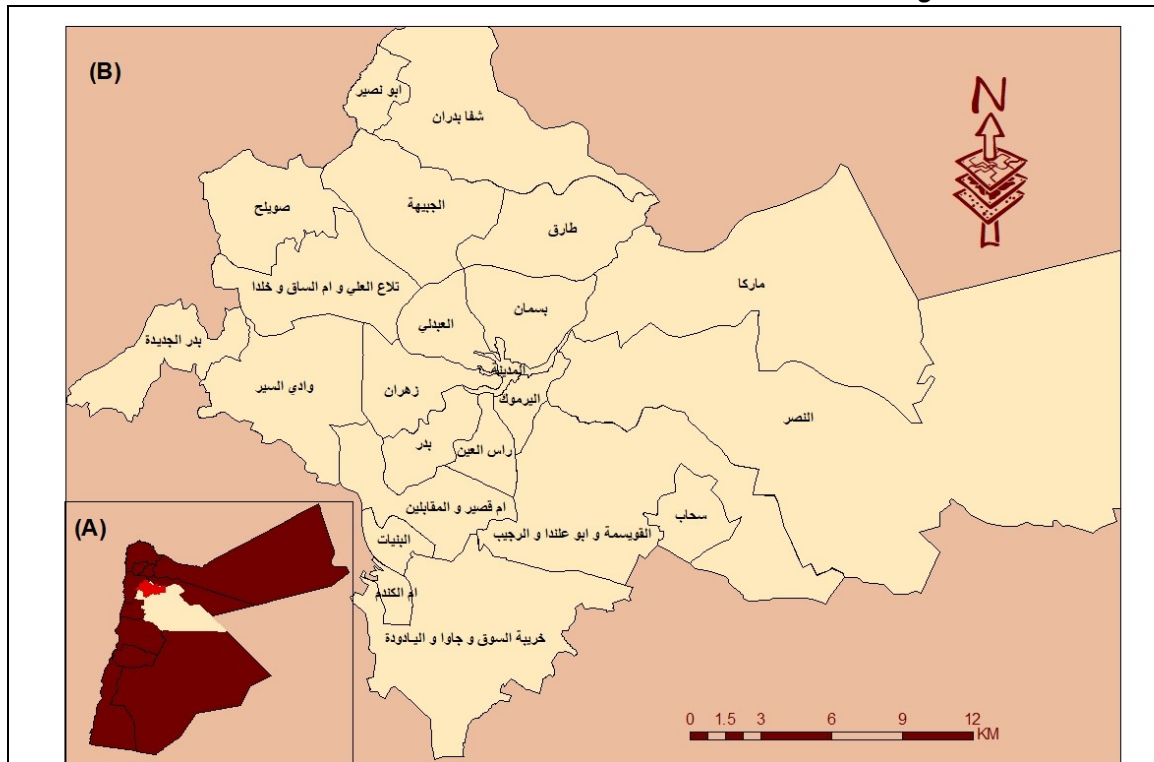 (B)
N
ابو نصير
شفا بدران
صويلح
الجبيهة
طارق
تلاع العلي و ام الساق و خلدا
ماركا
العبدلي
بسمان
بدر الجديدة
وادي السير
المدينة
زهران
اليرموك
النصر
بدر
راس العين
ام قصير و المقابلين
سحاب
القويسمة و ابو علندا و الرجيب
البنيات
(A)
ام الكندم
خريبة السوق و جاوا و اليادودة
0 1.5 3 6 9 12
KM